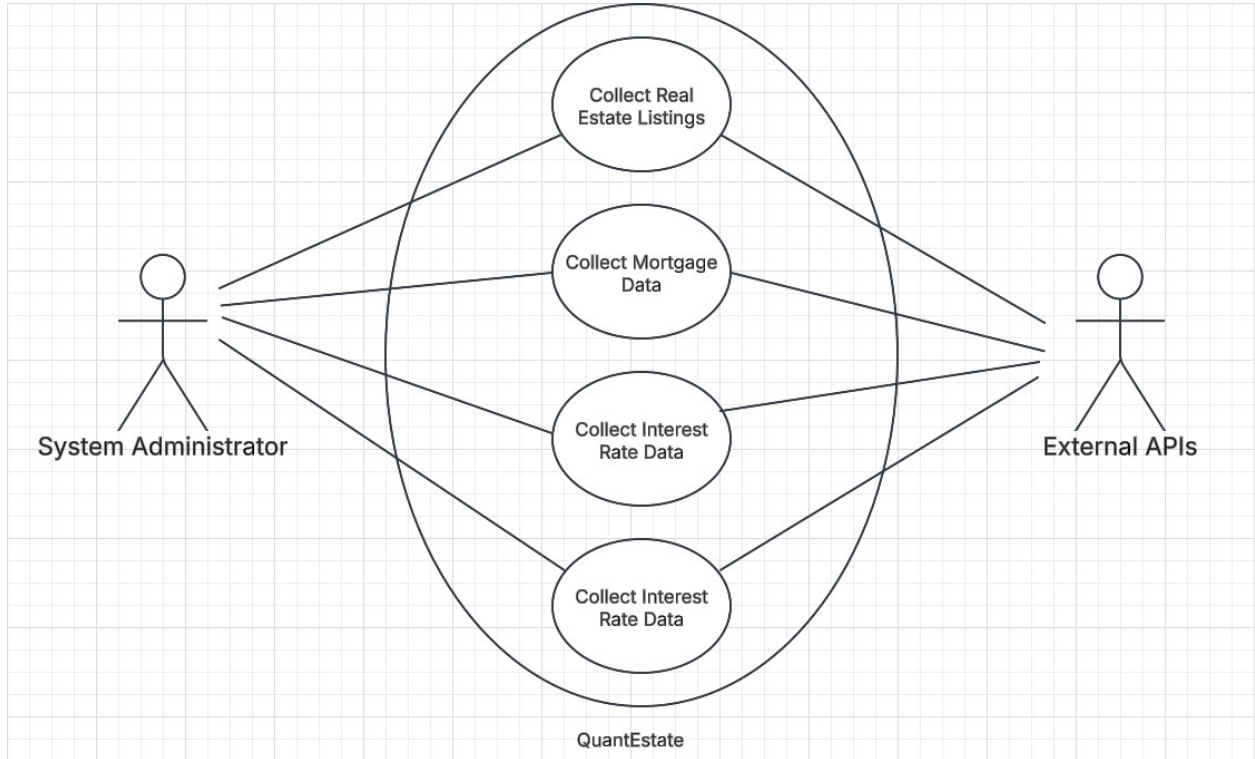 Collect Real
Estate Listings
Collect Mortgage
Data
Collect Interest
Rate Data
System Administrator
External APIs
Collect Interest
Rate Data
QuantEstate